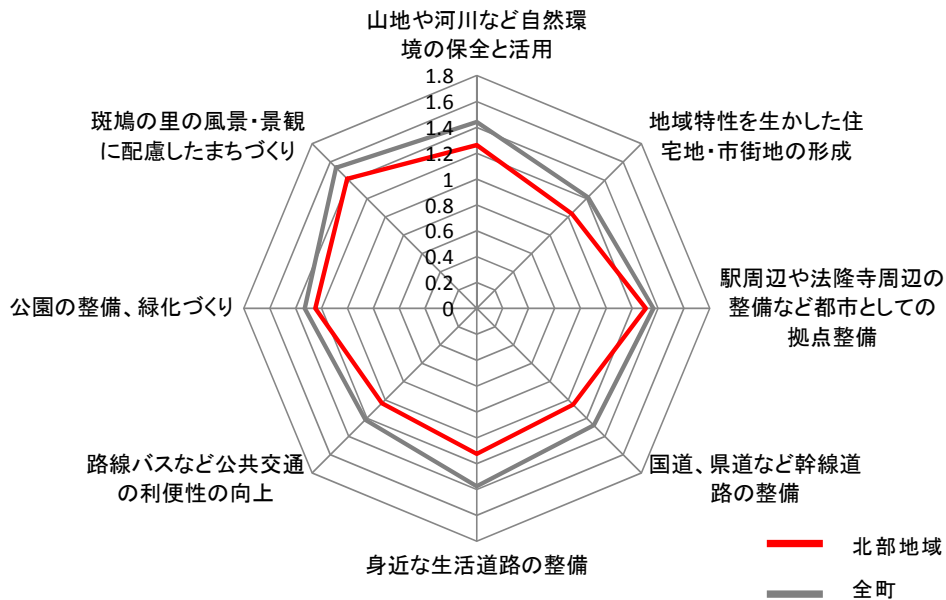 山地や河川など自然環
境の保全と活用
1.8
1.6
1.4
1.2
1
0.8
0.6
0.4
0.2
0
地域特性を生かした住
宅地・市街地の形成
駅周辺や法隆寺周辺の
整備など都市としての
拠点整備
国道、県道など幹線道
路の整備
身近な生活道路の整備
路線バスなど公共交通
の利便性の向上
公園の整備、緑化づくり
斑鳩の里の風景・景観
に配慮したまちづくり
北部地域
全町